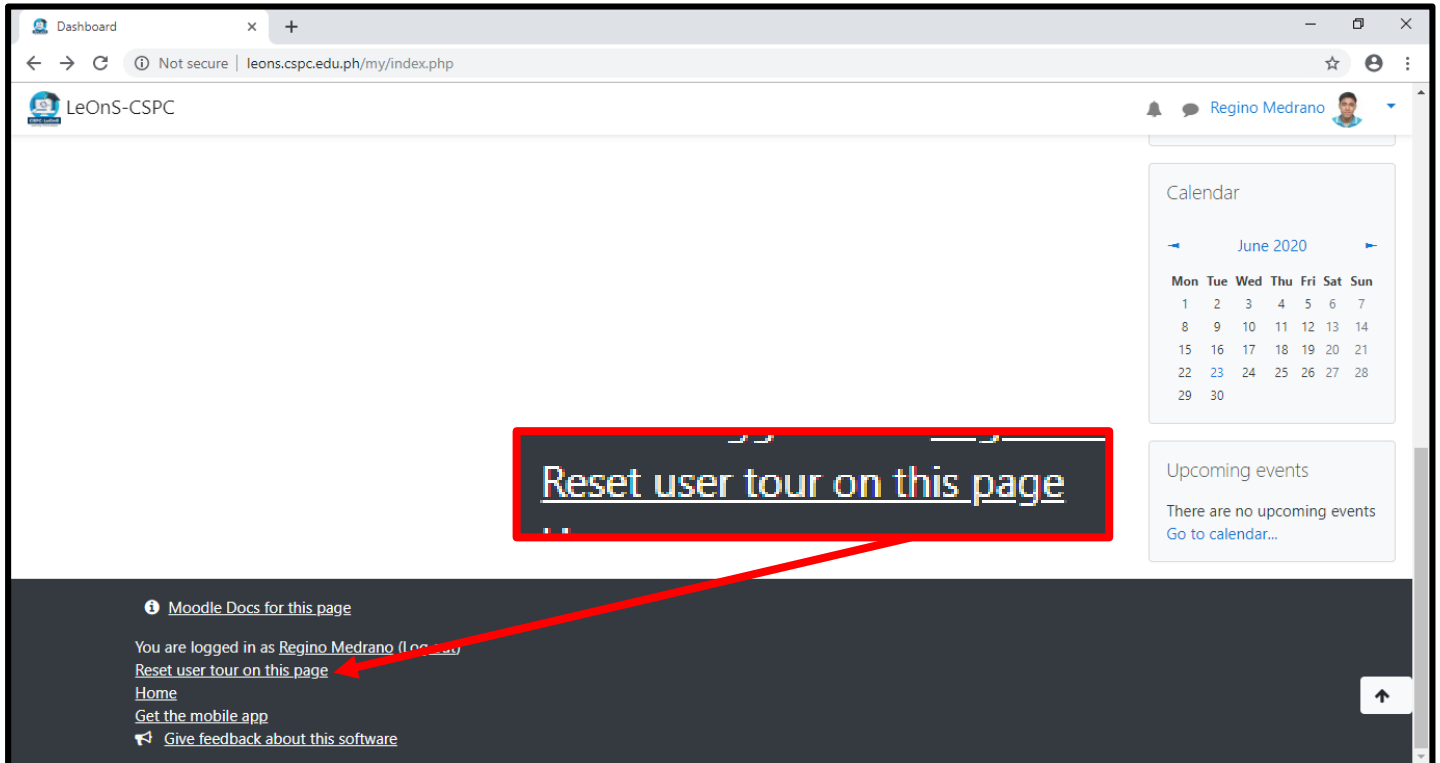 Dashboard
Not secure | leons.cspc.edu.ph/my/index.php
LeOnS-CSPC
Regino Medrano
Calendar
June 2020
Mon Tue Wed Thu Fri Sat Sun
1 2 3 4 5 6 7
8 9 10 11 12 13 14
15 16 17 18 19 20 21
22 23 24 25 26 27 28
29 30
Reset user tour on this page
Upcoming events
There are no upcoming events
Go to calendar...
Moodle Docs for this page
You are logged in as Regino Medrano (Log out)
Reset user tour on this page
Home
Get the mobile app
Give feedback about this software